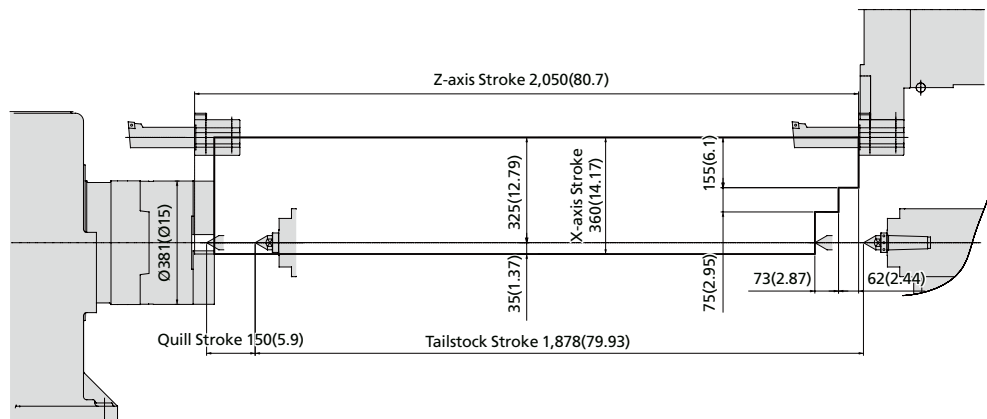 Z-axis Stroke 2,050(80.7)
325(12.79)
X-axis Stroke
360(14.17)
155(6.1)
Ø381(Ø15)
35(1.37)
75(2.95)
73(2.87)
62(2.44)
Quill Stroke 150(5.9)
Tailstock Stroke 1,878(79.93)